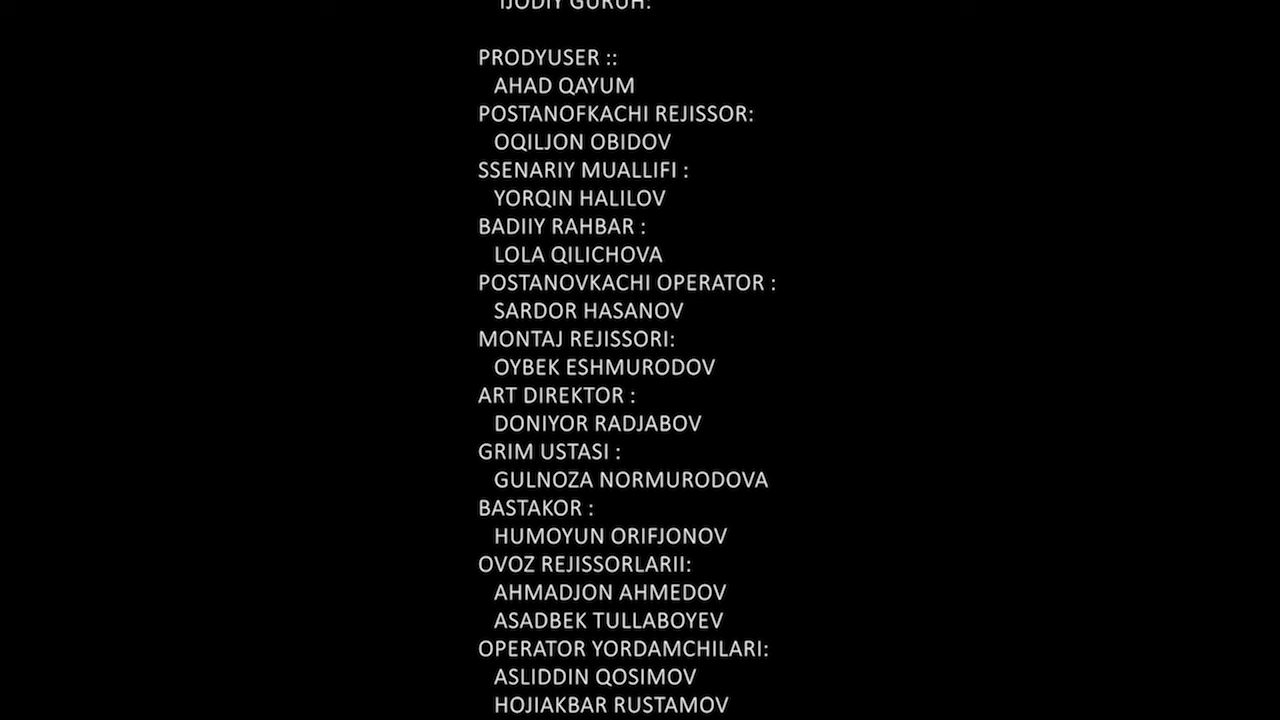 IJODIY GURUH:
PRODYUSER ::
AHAD QAYUM
POSTANOFKACHI REJISSOR:
OQILJON OBIDOV
SSENARIY MUALLIFI :
YORQIN HALILOV
BADIIY RAHBAR :
LOLA QILICHOVA
POSTANOVKACHI OPERATOR :
SARDOR HASANOV
MONTAJ REJISSORI:
OYBEK ESHMURODOV
ART DIREKTOR :
DONIYOR RADJABOV
GRIM USTASI :
GULNOZA NORMURODOVA
BASTAKOR :
HUMOYUN ORIFJONOV
OVOZ REJISSORLARII:
AHMADJON AHMEDOV
ASADBEK TULLABOYEV
OPERATOR YORDAMCHILARI:
ASLIDDIN QOSIMOV
HOJIAKBAR RUSTAMOV